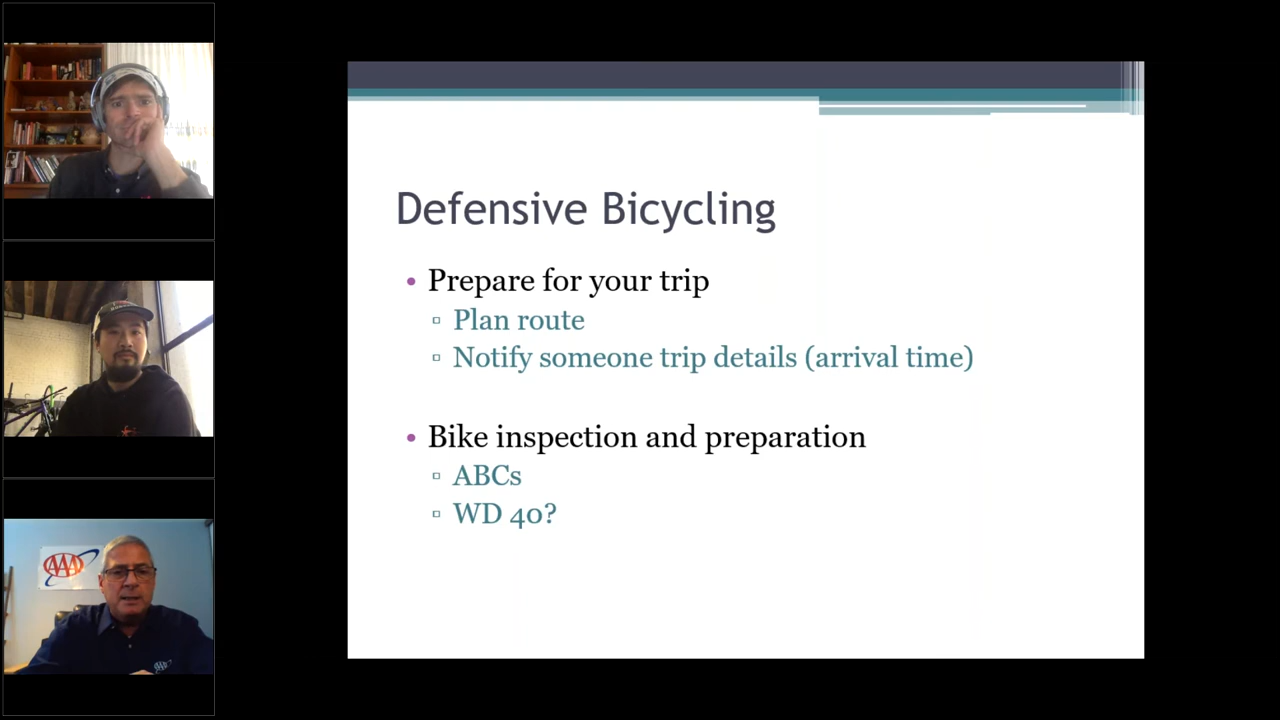 Defensive Bicycling
• Prepare for your trip
▫ Plan route
▫ Notify someone trip details (arrival time)
• Bike inspection and preparation
▫ ABCs
▫ WD 40?
AAA
AAA